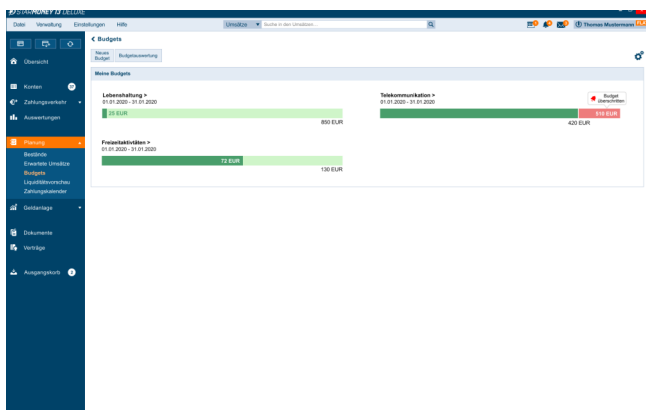 STARMONEY 13 DELUXE
Datei Verwaltung Einstellungen Hilfe Umsätze Suche in den Umsätzen ... Thomas Mustermann
Budgets
Neues Budget Budgetauswertung
Meine Budgets
Übersicht
Konten
Zahlungsverkehr
Auswertungen
Planung
Bestände
Erwartete Umsätze
Budgets
Liquiditätsvorschau
Zahlungskalender
Geldanlage
Dokumente
Verträge
Ausgangskorb 2
Lebenshaltung >
01.01.2020 - 31.01.2020
25 EUR
850 EUR
Telekommunikation >
01.01.2020 - 31.01.2020
Budget
überschritten
510 EUR
420 EUR
Freizeitaktivtäten >
01.01.2020 - 31.01.2020
72 EUR
130 EUR